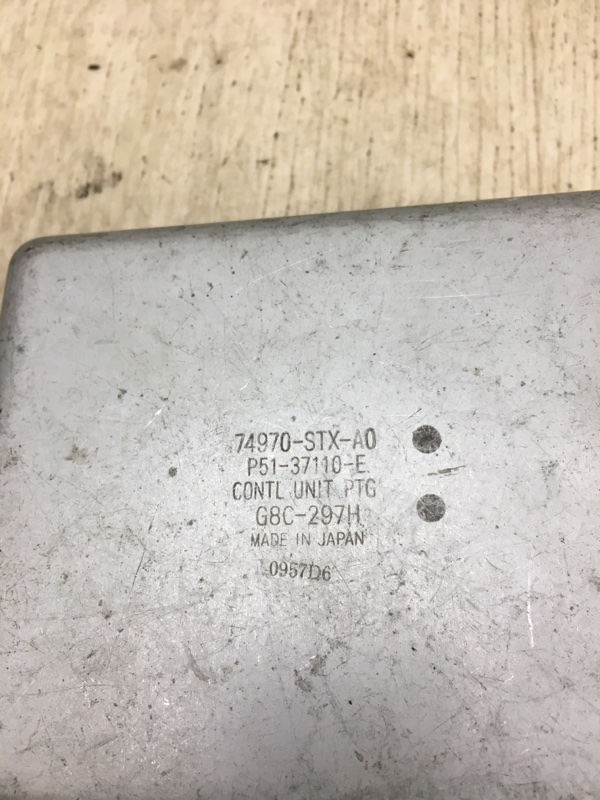 74970-STX-A0
P51-37110-E
CONTL UNIT PTG
G8C-297H
MADE IN JAPAN
0957D6